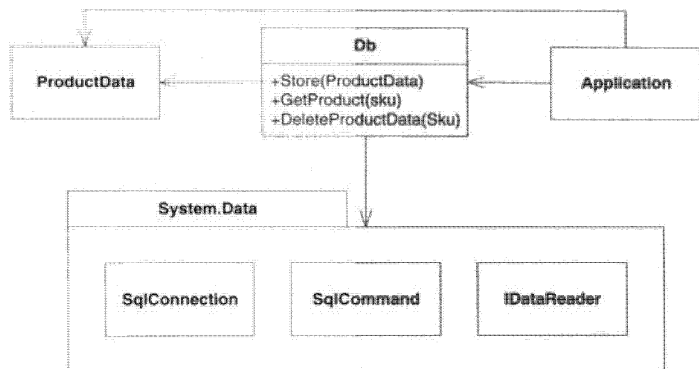 Db
ProductData
+Store(ProductData)
+GetProduct(sku)
+DeleteProductData(Sku)
Application
System.Data
SqlConnection
SqlCommand
IDataReader